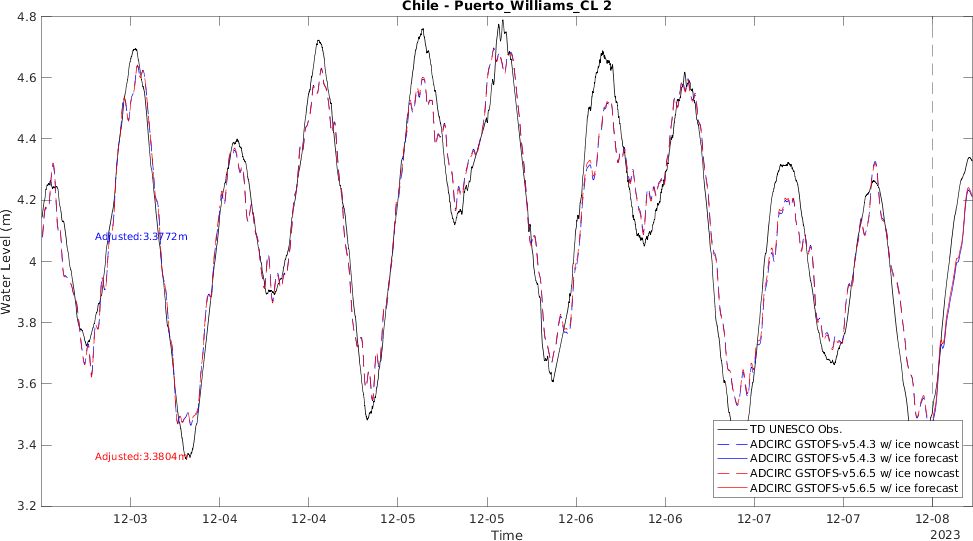 Chile - Puerto_Williams_CL 2
4.8
4.6
4.4
4.2
4
3.8
3.6
3.4
3.2
Water Level (m)
Adjusted:3.3772m
Adjusted:3.3804m
TD UNESCO Obs.
ADCIRC GSTOFS-v5.4.3 w/ ice nowcast
ADCIRC GSTOFS-v5.4.3 w/ ice forecast
ADCIRC GSTOFS-v5.6.5 w/ ice nowcast
ADCIRC GSTOFS-v5.6.5 w/ ice forecast
12-03 12-04 12-04 12-05 12-05 12-06 12-06 12-07 12-07 12-08
Time
2023